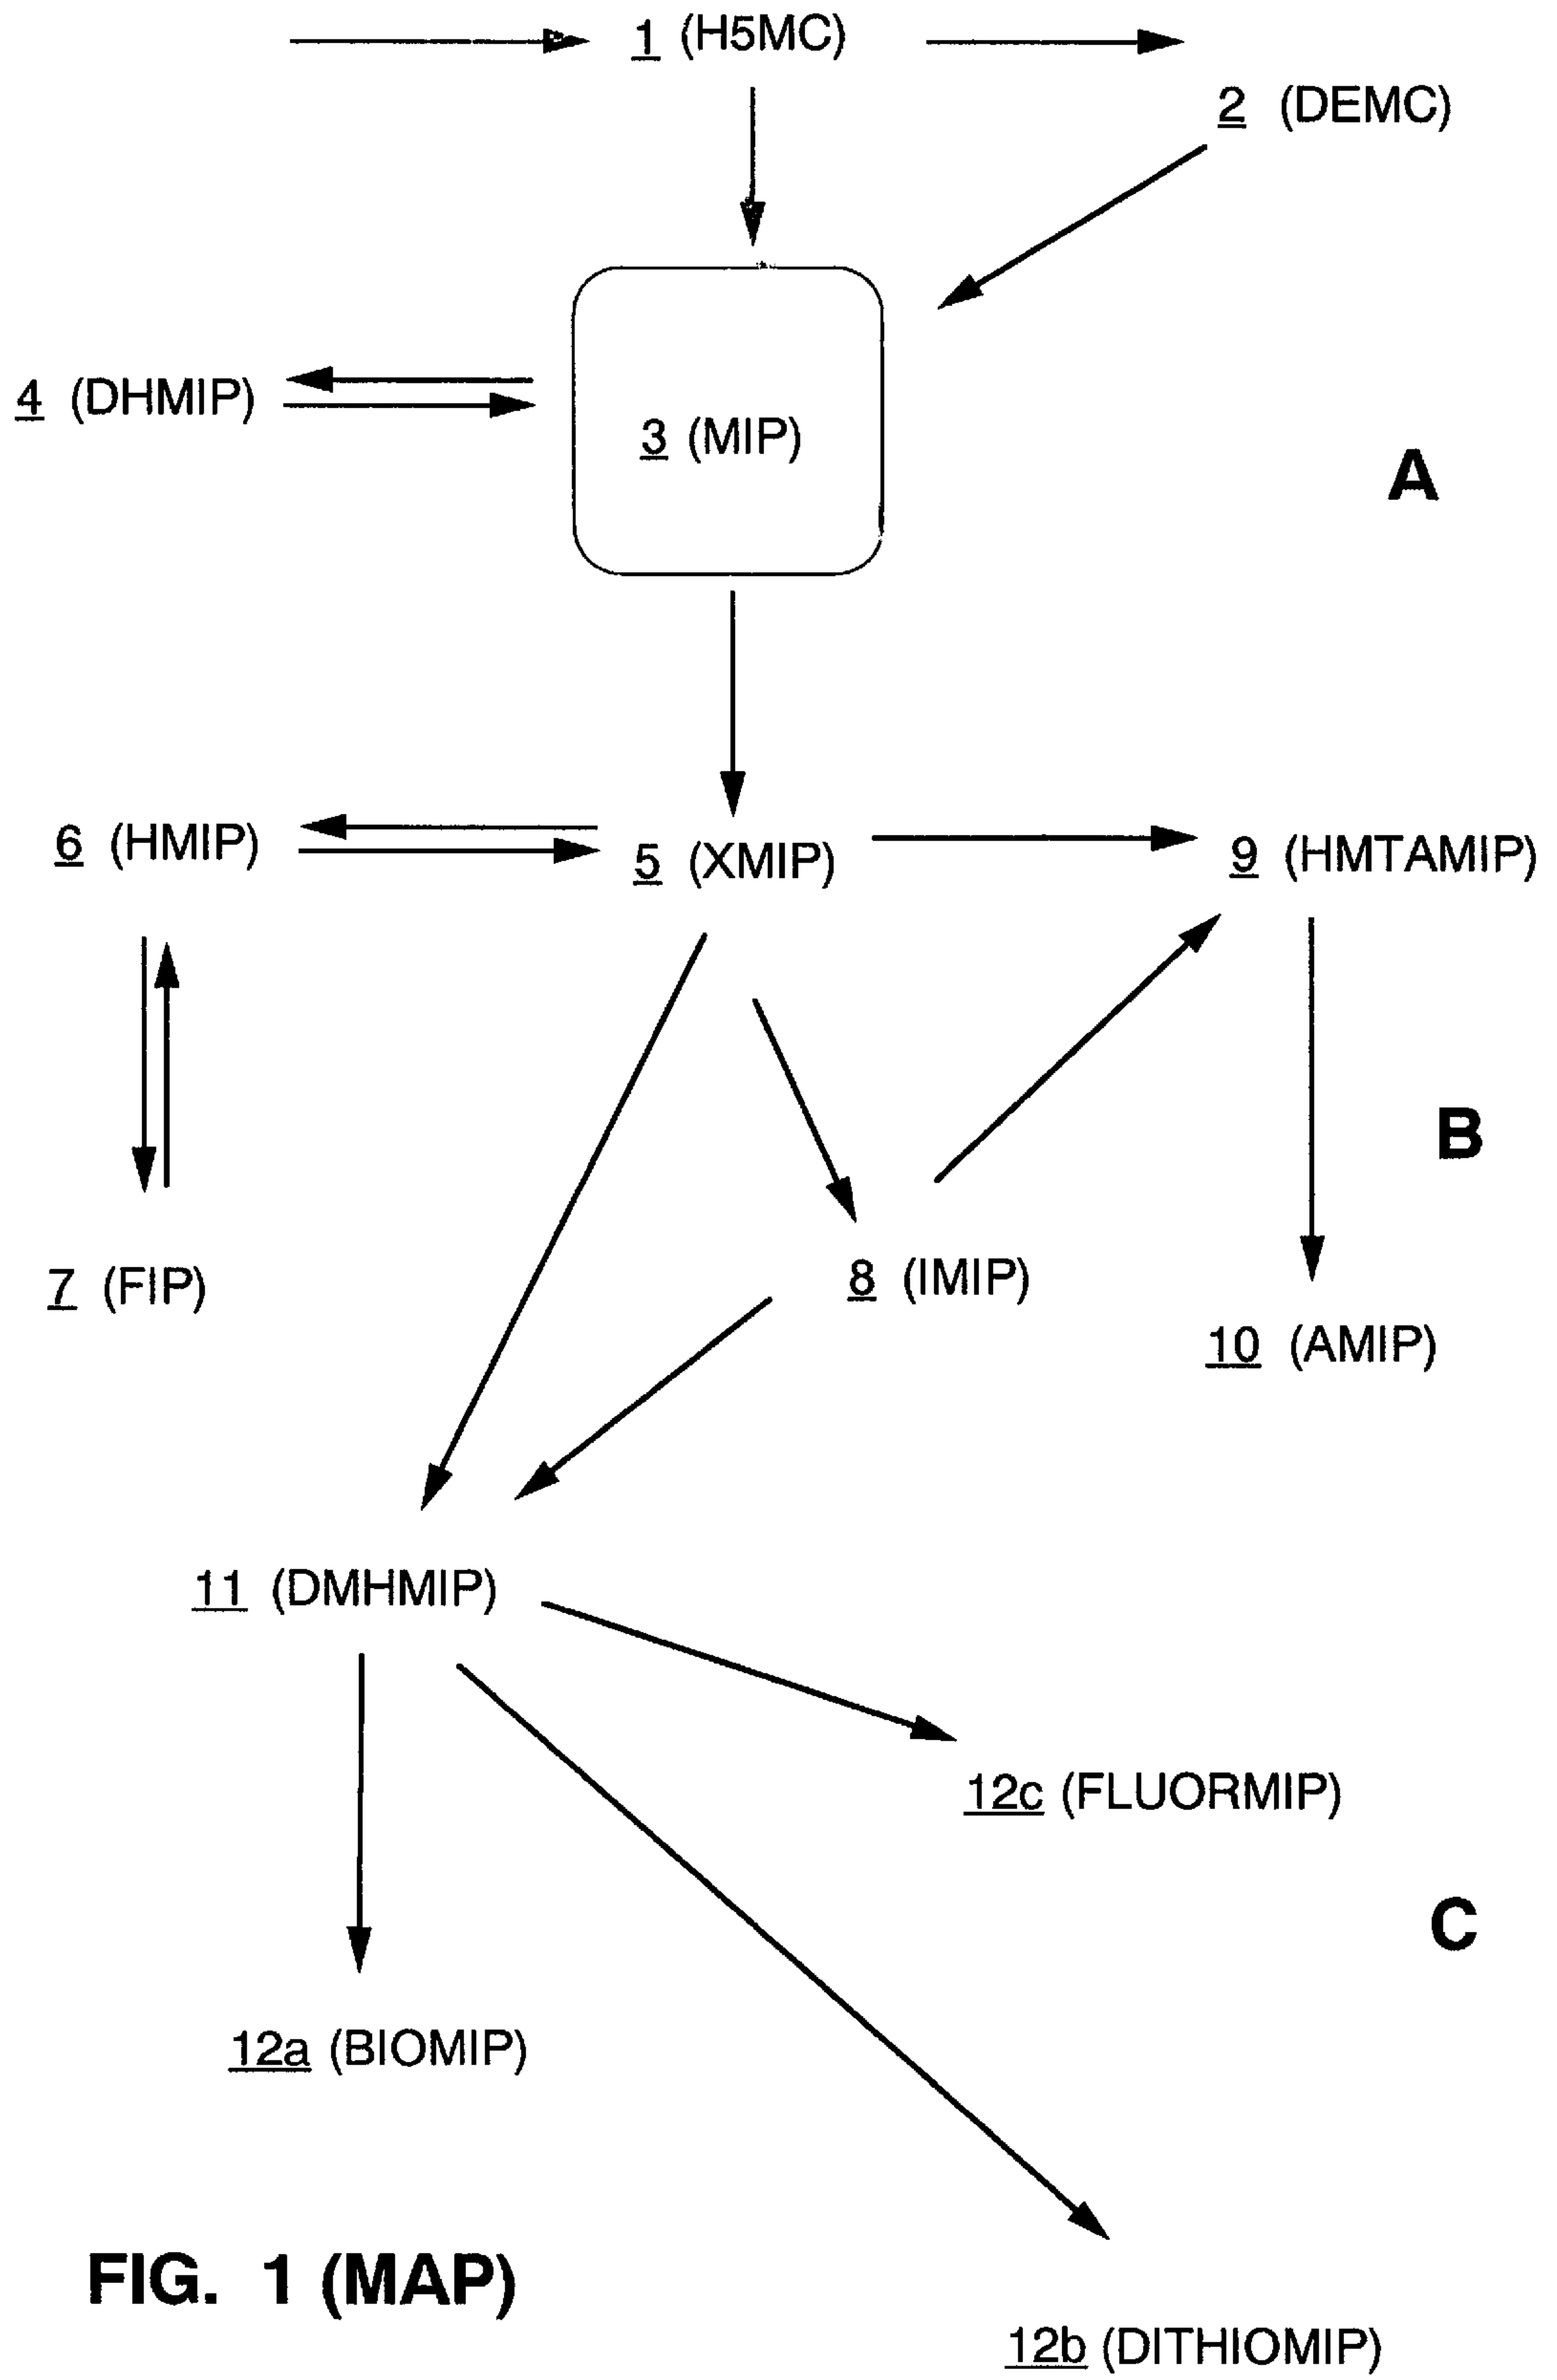 1 (H5MC)
2 (DEMC)
4 (DHMIP)
3 (MIP)
A
6 (HMIP)
5 (XMIP)
9 (HMTAMIP)
B
7 (FIP)
8 (IMIP)
10 (AMIP)
11 (DMHMIP)
12c (FLUORMIP)
C
12a (BIOMIP)
FIG. 1 (MAP)
12b (DITHIOMIP)